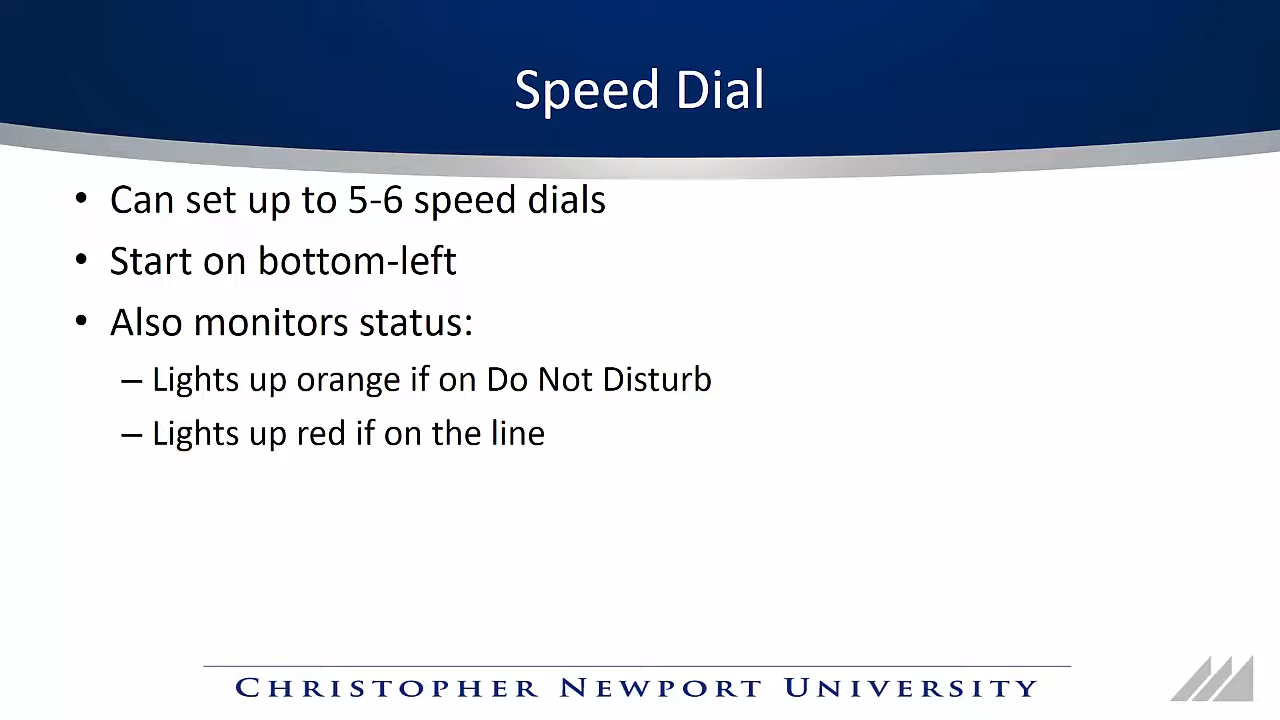 Speed Dial
• Can set up to 5-6 speed dials
• Start on bottom-left
• Also monitors status:
– Lights up orange if on Do Not Disturb
– Lights up red if on the line
CHRISTOPHER NEWPORT UNIVERSITY